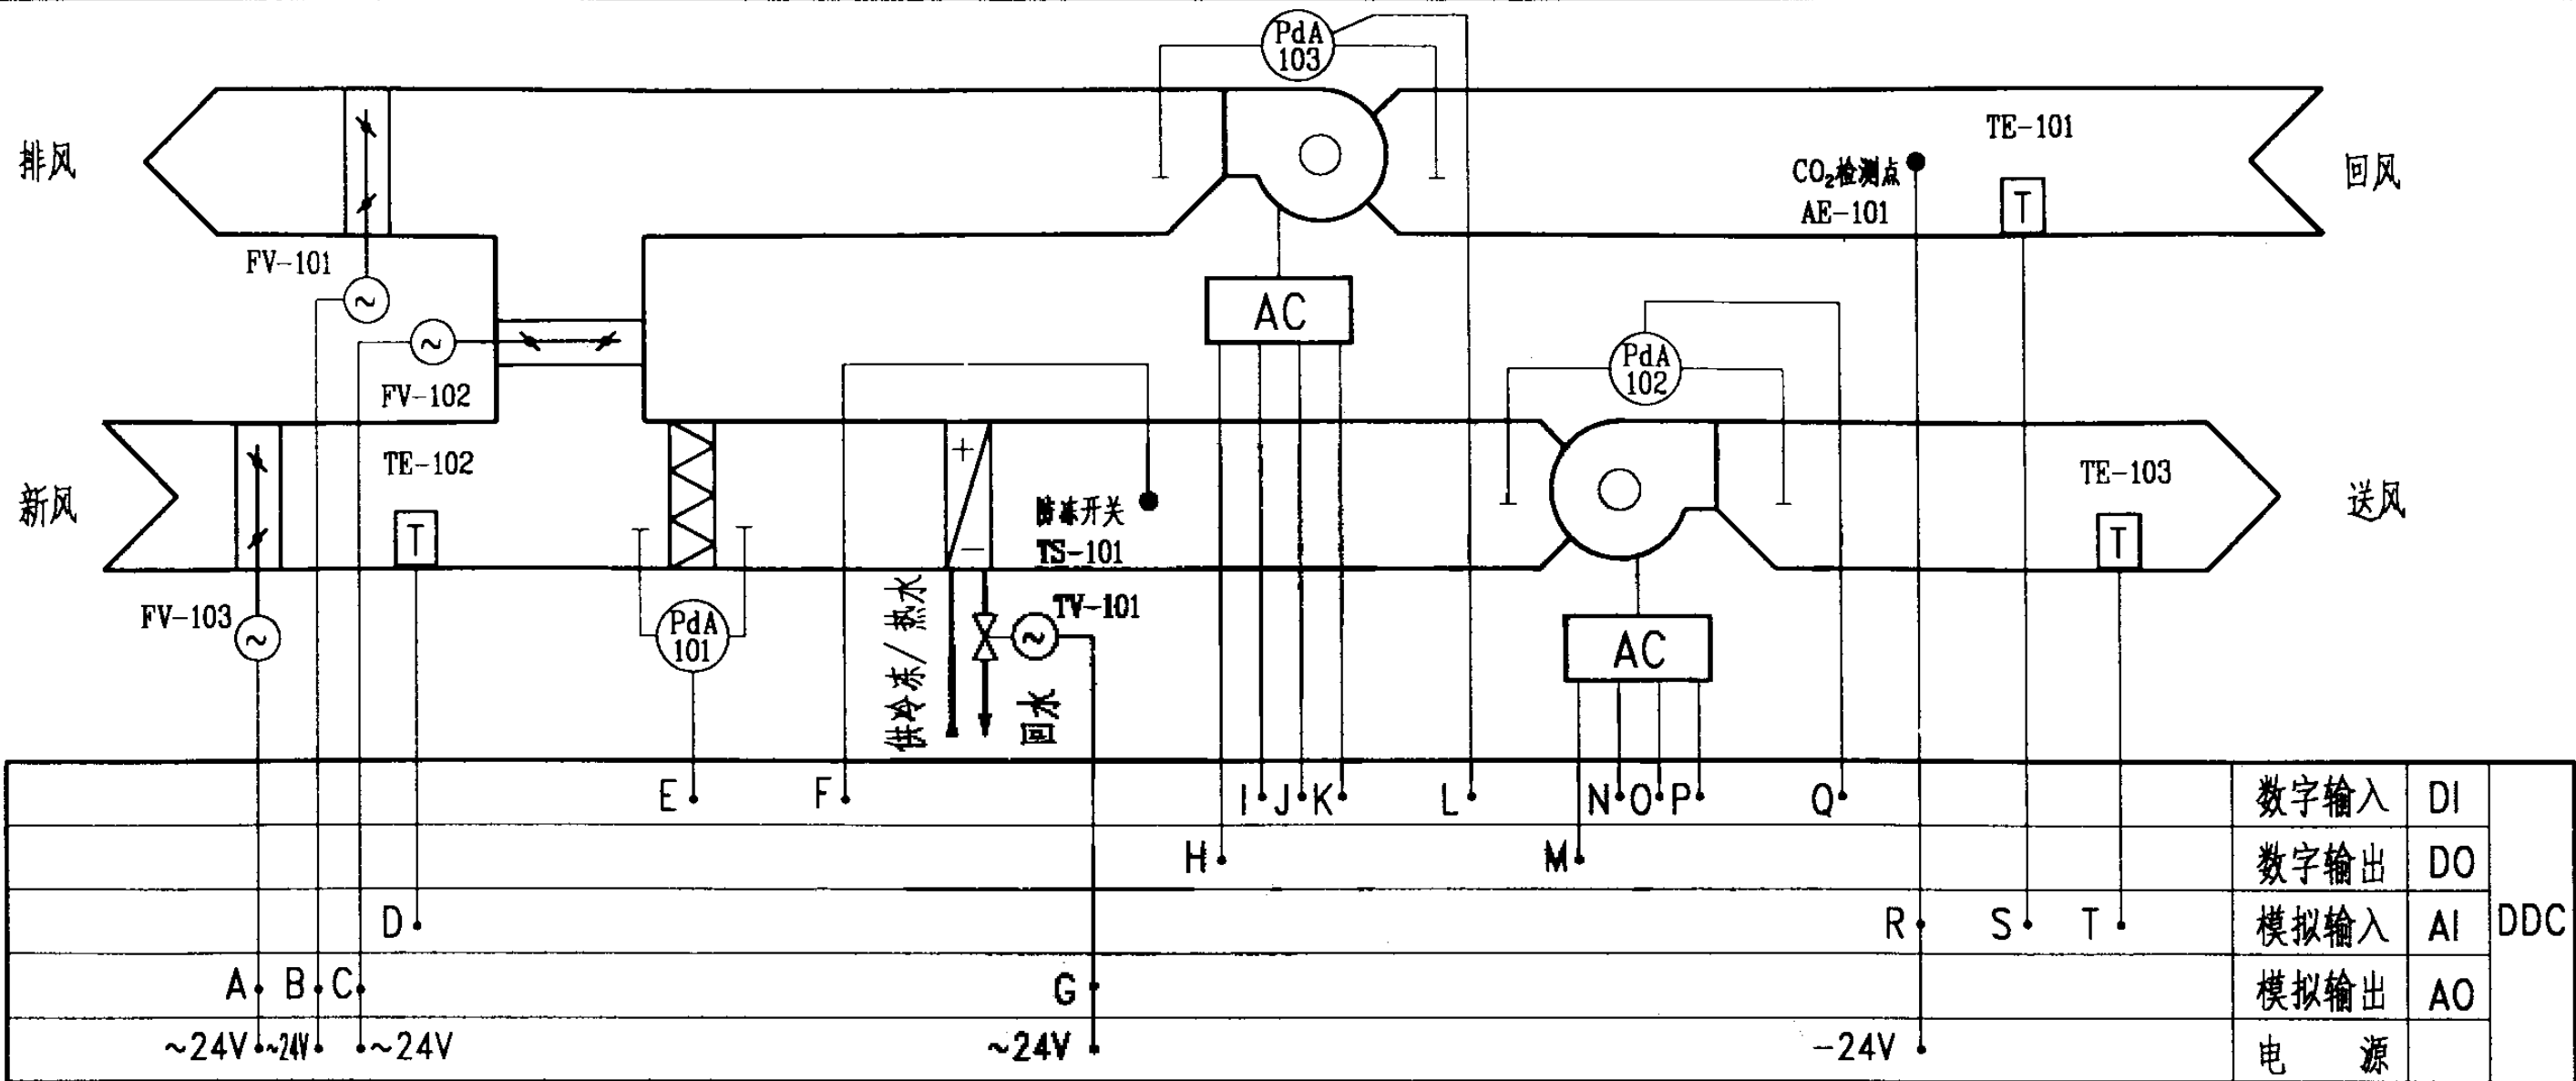 PdA
103
排风
TE-101
CO₂检测点
AE-101
T
回风
FV-101
~
AC
~
PdA
102
FV-102
TE-102
TE-103
新风
T
防冻开关
TS-101
T
送风
FV-103
~
PdA
101
供冷冻/热水
回水
TV-101
~
AC
E F I J K L N O P Q 数字输入 DI
H M 数字输出 DO
D R S T 模拟输入 AI DDC
A B C G 模拟输出 AO
~24V ~24V ~24V ~24V -24V 电 源